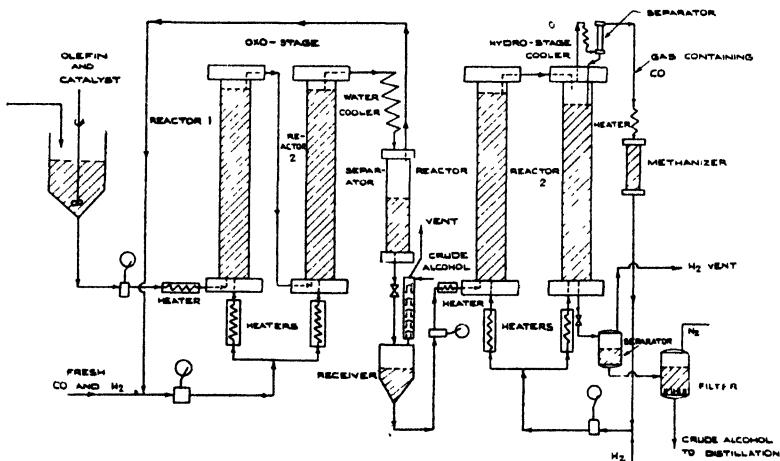 OXO-STAGE
SEPARATOR
HYDRO-STAGE
COOLER
GAS CONTAINING
CO
OLEFIN
AND
CATALYST
REACTOR 1
RE-
ACTOR
2
WATER
COOLER
SEPAR-
ATOR
REACTOR
REACTOR
2
HEATER
METHANIZER
VENT
CRUDE
ALCOHOL
H2 VENT
HEATER
HEATERS
HEATER
HEATERS
SEPARATOR
N2
FRESH
CO AND H2
RECEIVER
FILTER
CRUDE ALCOHOL
TO DISTILLATION
H2